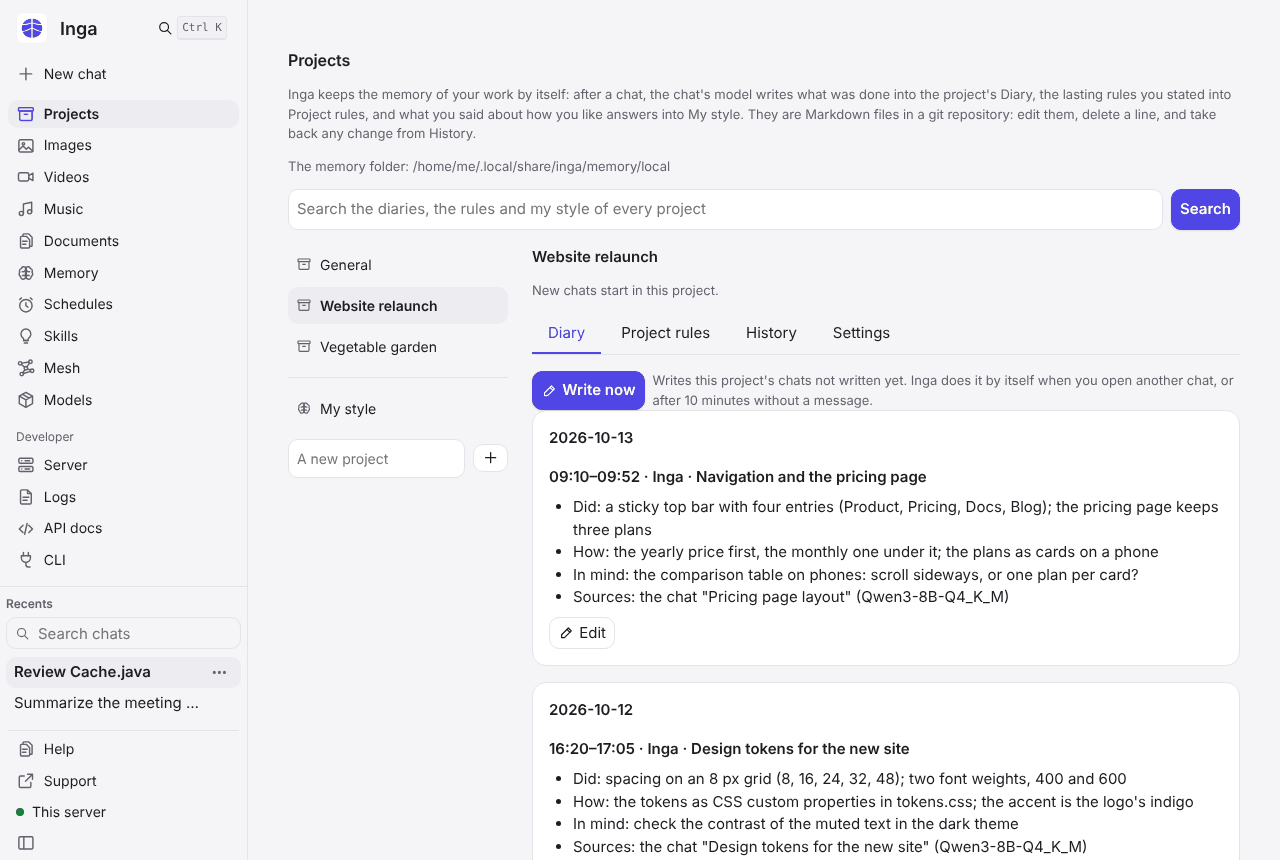 Inga
Ctrl K
New chat
Projects
Images
Videos
Music
Documents
Memory
Schedules
Skills
Mesh
Models
Developer
Server
Logs
API docs
CLI
Recents
Search chats
Review Cache.java
Summarize the meeting ...
Help
Support
This server
Projects
Inga keeps the memory of your work by itself: after a chat, the chat's model writes what was done into the project's Diary, the lasting rules you stated into
Project rules, and what you said about how you like answers into My style. They are Markdown files in a git repository: edit them, delete a line, and take
back any change from History.
The memory folder: /home/me/.local/share/inga/memory/local
Search the diaries, the rules and my style of every project
Search
General
Website relaunch
Vegetable garden
My style
A new project
Website relaunch
New chats start in this project.
Diary
Project rules
History
Settings
Write now
Writes this project's chats not written yet. Inga does it by itself when you open another chat, or
after 10 minutes without a message.
2026-10-13
09:10–09:52 · Inga · Navigation and the pricing page
Did: a sticky top bar with four entries (Product, Pricing, Docs, Blog); the pricing page keeps
three plans
How: the yearly price first, the monthly one under it; the plans as cards on a phone
In mind: the comparison table on phones: scroll sideways, or one plan per card?
Sources: the chat "Pricing page layout" (Qwen3-8B-Q4_K_M)
Edit
2026-10-12
16:20–17:05 · Inga · Design tokens for the new site
Did: spacing on an 8 px grid (8, 16, 24, 32, 48); two font weights, 400 and 600
How: the tokens as CSS custom properties in tokens.css; the accent is the logo's indigo
In mind: check the contrast of the muted text in the dark theme
Sources: the chat "Design tokens for the new site" (Qwen3-8B-Q4_K_M)